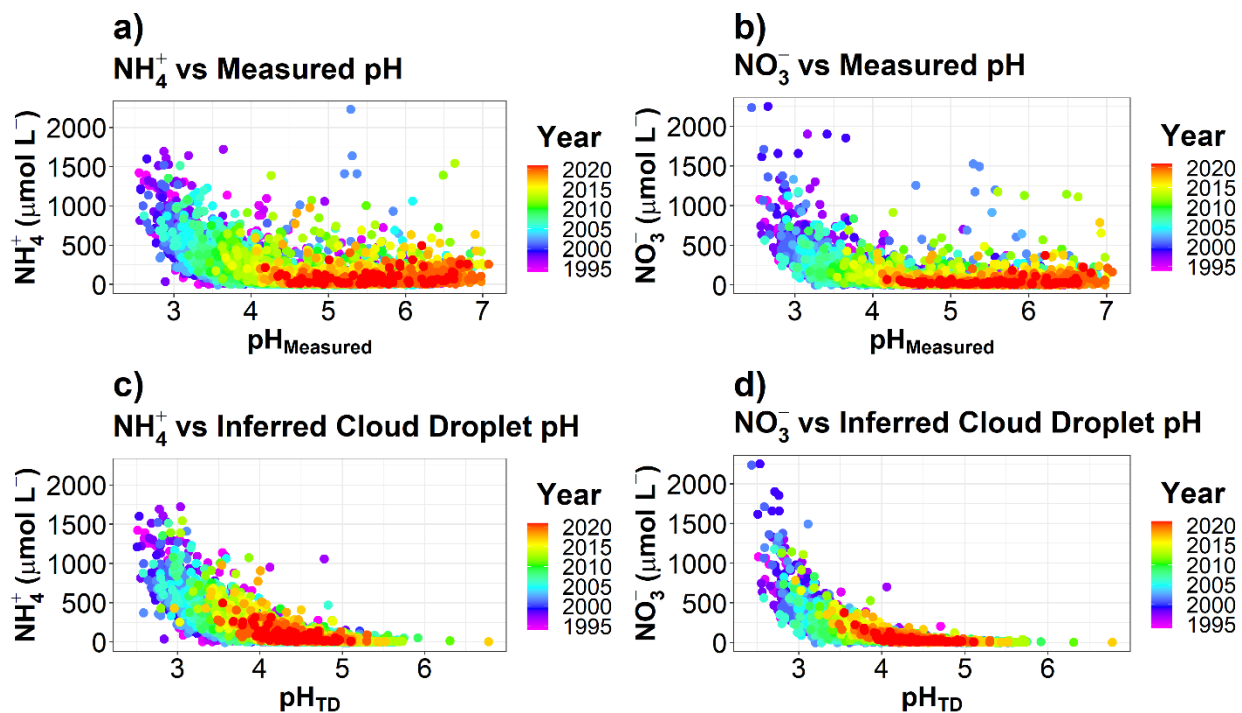 a)
NH₄⁺ vs Measured pH
NH₄⁺ (μmol L⁻)
2000
1500
1000
500
0
3 4 5 6 7
pH_Measured
Year
2020
2015
2010
2005
2000
1995
b)
NO₃⁻ vs Measured pH
NO₃⁻ (μmol L⁻)
2000
1500
1000
500
0
3 4 5 6 7
pH_Measured
Year
2020
2015
2010
2005
2000
1995
c)
NH₄⁺ vs Inferred Cloud Droplet pH
NH₄⁺ (μmol L⁻)
2000
1500
1000
500
0
3 4 5 6
pH_TD
Year
2020
2015
2010
2005
2000
1995
d)
NO₃⁻ vs Inferred Cloud Droplet pH
NO₃⁻ (μmol L⁻)
2000
1500
1000
500
0
3 4 5 6
pH_TD
Year
2020
2015
2010
2005
2000
1995